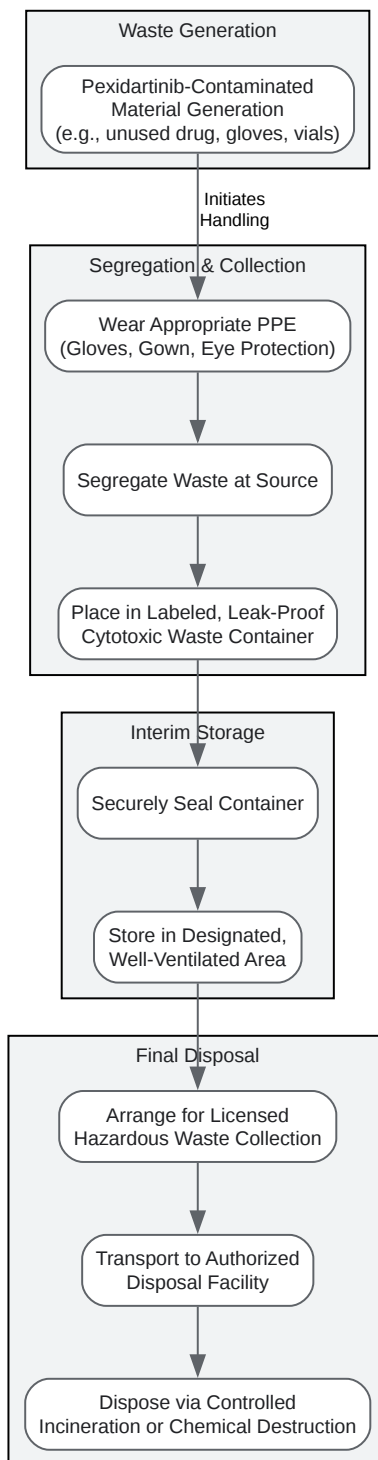 Waste Generation
Pexidartinib-Contaminated
Material Generation
(e.g., unused drug, gloves, vials)
Initiates
Handling
Segregation & Collection
Wear Appropriate PPE
(Gloves, Gown, Eye Protection)
Segregate Waste at Source
Place in Labeled, Leak-Proof
Cytotoxic Waste Container
Interim Storage
Securely Seal Container
Store in Designated,
Well-Ventilated Area
Final Disposal
Arrange for Licensed
Hazardous Waste Collection
Transport to Authorized
Disposal Facility
Dispose via Controlled
Incineration or Chemical Destruction